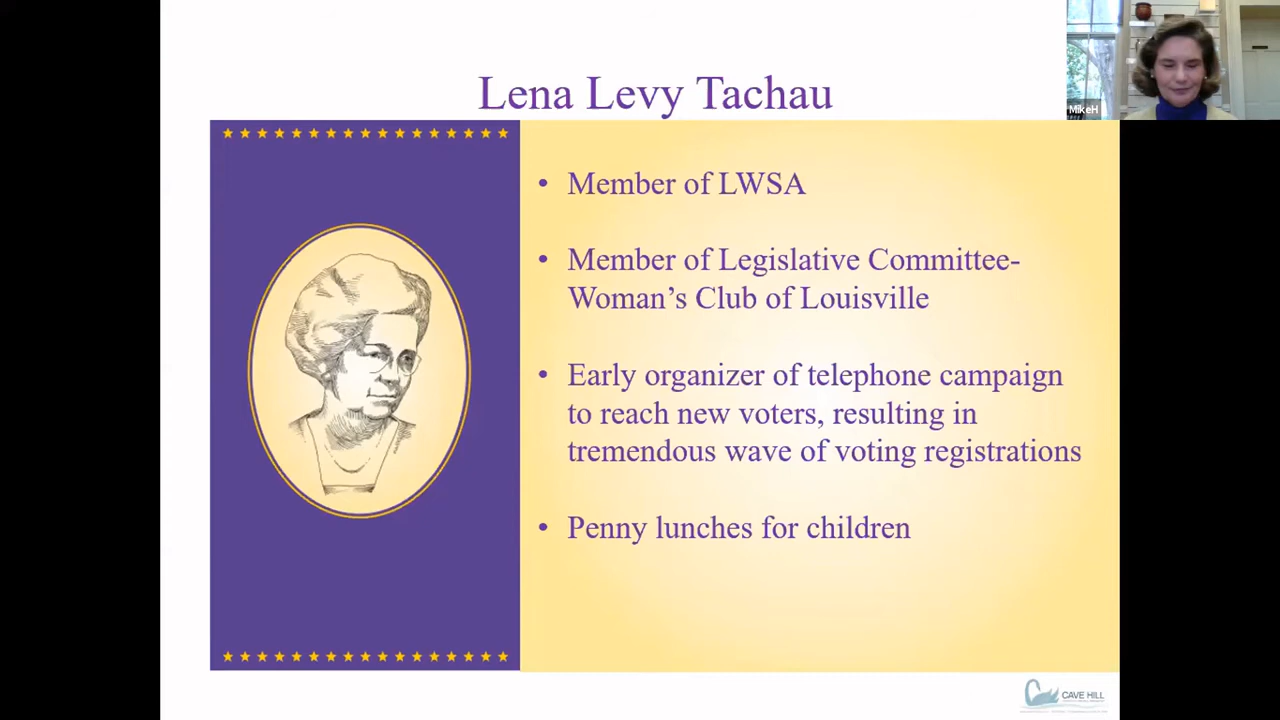 MikeH
Lena Levy Tachau
• Member of LWSA
• Member of Legislative Committee-
Woman’s Club of Louisville
• Early organizer of telephone campaign
to reach new voters, resulting in
tremendous wave of voting registrations
• Penny lunches for children
CAVE HILL